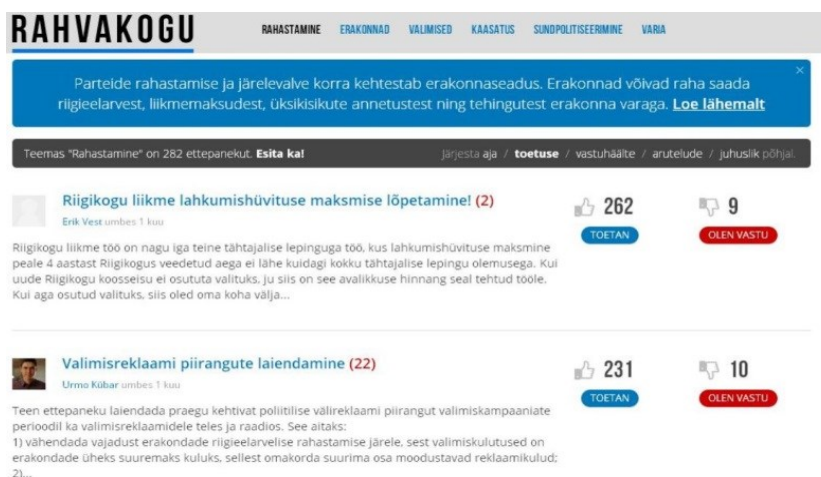 RAHVAKOGU
RAHASTAMINE ERAKONNAD VALIMISED KAASATUS SUNDPOLITISEERIMINE VARIA
Parteide rahastamise ja järelevalve korra kehtestab erakonnaseadus. Erakonnad võivad raha saada
riigieelarvest, liikmemaksudest, üksikisikute annetustest ning tehingutest erakonna varaga. Loe lähemalt
Teemas "Rahastamine" on 282 ettepanekut. Esita ka!
järjesta aja / toetuse / vastuhäälte / arutelude / juhuslik põhjal.
Riigikogu liikme lahkumishüvituse maksmise lõpetamine! (2)
Erik Vest umbes 1 kuu
262
TOETAN
9
OLEN VASTU
Riigikogu liikme töö on nagu iga teine tähtajalise lepinguga töö, kus lahkumishüvituse maksmine
peale 4 aastast Riigikogus veedetud aega ei lähe kuidagi kokku tähtajalise lepingu olemusega. Kui
uude Riigikogu koosseisu ei osututa valituks, ju siis on see avalikkuse hinnang seal tehtud tööle.
Kui aga osutud valituks, siis oled oma koha välja...
Valimisreklaami piirangute laiendamine (22)
Urmo Kübar umbes 1 kuu
231
TOETAN
10
OLEN VASTU
Teen ettepaneku laiendada praegu kehtivat poliitilise välireklaami piirangut valimiskampaaniate
perioodil ka valimisreklaamidele teles ja raadios. See aitaks:
1) vähendada vajadust erakondade riigieelarvelise rahastamise järele, sest valimiskulutused on
erakondade üheks suuremaks kuluks, sellest omakorda suurima osa moodustavad reklaamikulud;
2)...